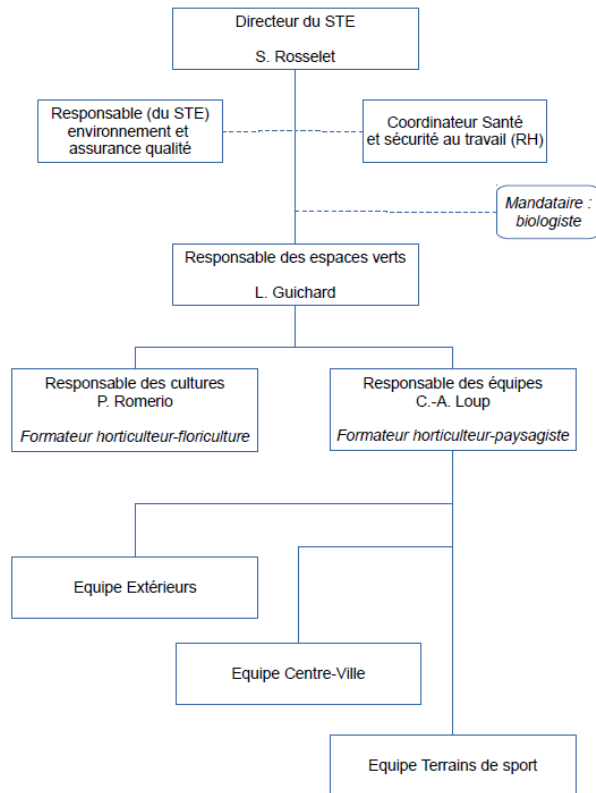 Directeur du STE
S. Rosselet
Responsable (du STE)
environnement et
assurance qualité
Coordinateur Santé
et sécurité au travail (RH)
Mandataire :
biologiste
Responsable des espaces verts
L. Guichard
Responsable des cultures
P. Romerio
Formateur horticulteur-floriculture
Responsable des équipes
C.-A. Loup
Formateur horticulteur-paysagiste
Equipe Extérieurs
Equipe Centre-Ville
Equipe Terrains de sport